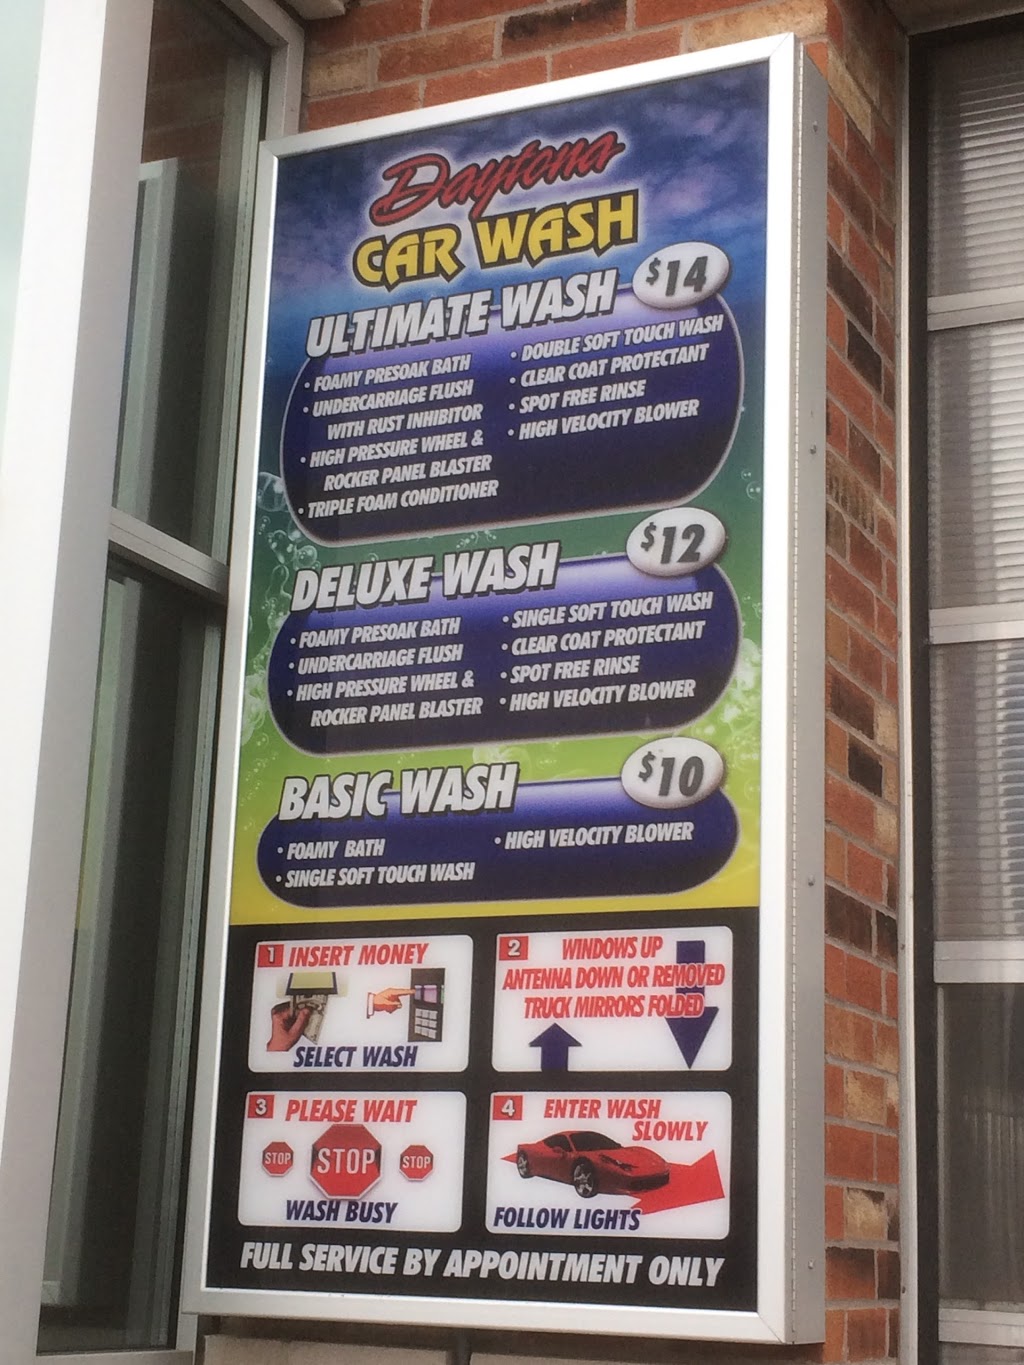 Daytona
CAR WASH
ULTIMATE WASH $14
• FOAMY PRESOAK BATH
• UNDERCARRIAGE FLUSH
WITH RUST INHIBITOR
• HIGH PRESSURE WHEEL &
ROCKER PANEL BLASTER
• TRIPLE FOAM CONDITIONER
• DOUBLE SOFT TOUCH WASH
• CLEAR COAT PROTECTANT
• SPOT FREE RINSE
• HIGH VELOCITY BLOWER
DELUXE WASH $12
• FOAMY PRESOAK BATH
• UNDERCARRIAGE FLUSH
• HIGH PRESSURE WHEEL &
ROCKER PANEL BLASTER
• SINGLE SOFT TOUCH WASH
• CLEAR COAT PROTECTANT
• SPOT FREE RINSE
• HIGH VELOCITY BLOWER
BASIC WASH $10
• FOAMY BATH
• SINGLE SOFT TOUCH WASH
• HIGH VELOCITY BLOWER
1 INSERT MONEY
SELECT WASH
2 WINDOWS UP
ANTENNA DOWN OR REMOVED
TRUCK MIRRORS FOLDED
3 PLEASE WAIT
STOP STOP STOP
WASH BUSY
4 ENTER WASH
SLOWLY
FOLLOW LIGHTS
FULL SERVICE BY APPOINTMENT ONLY